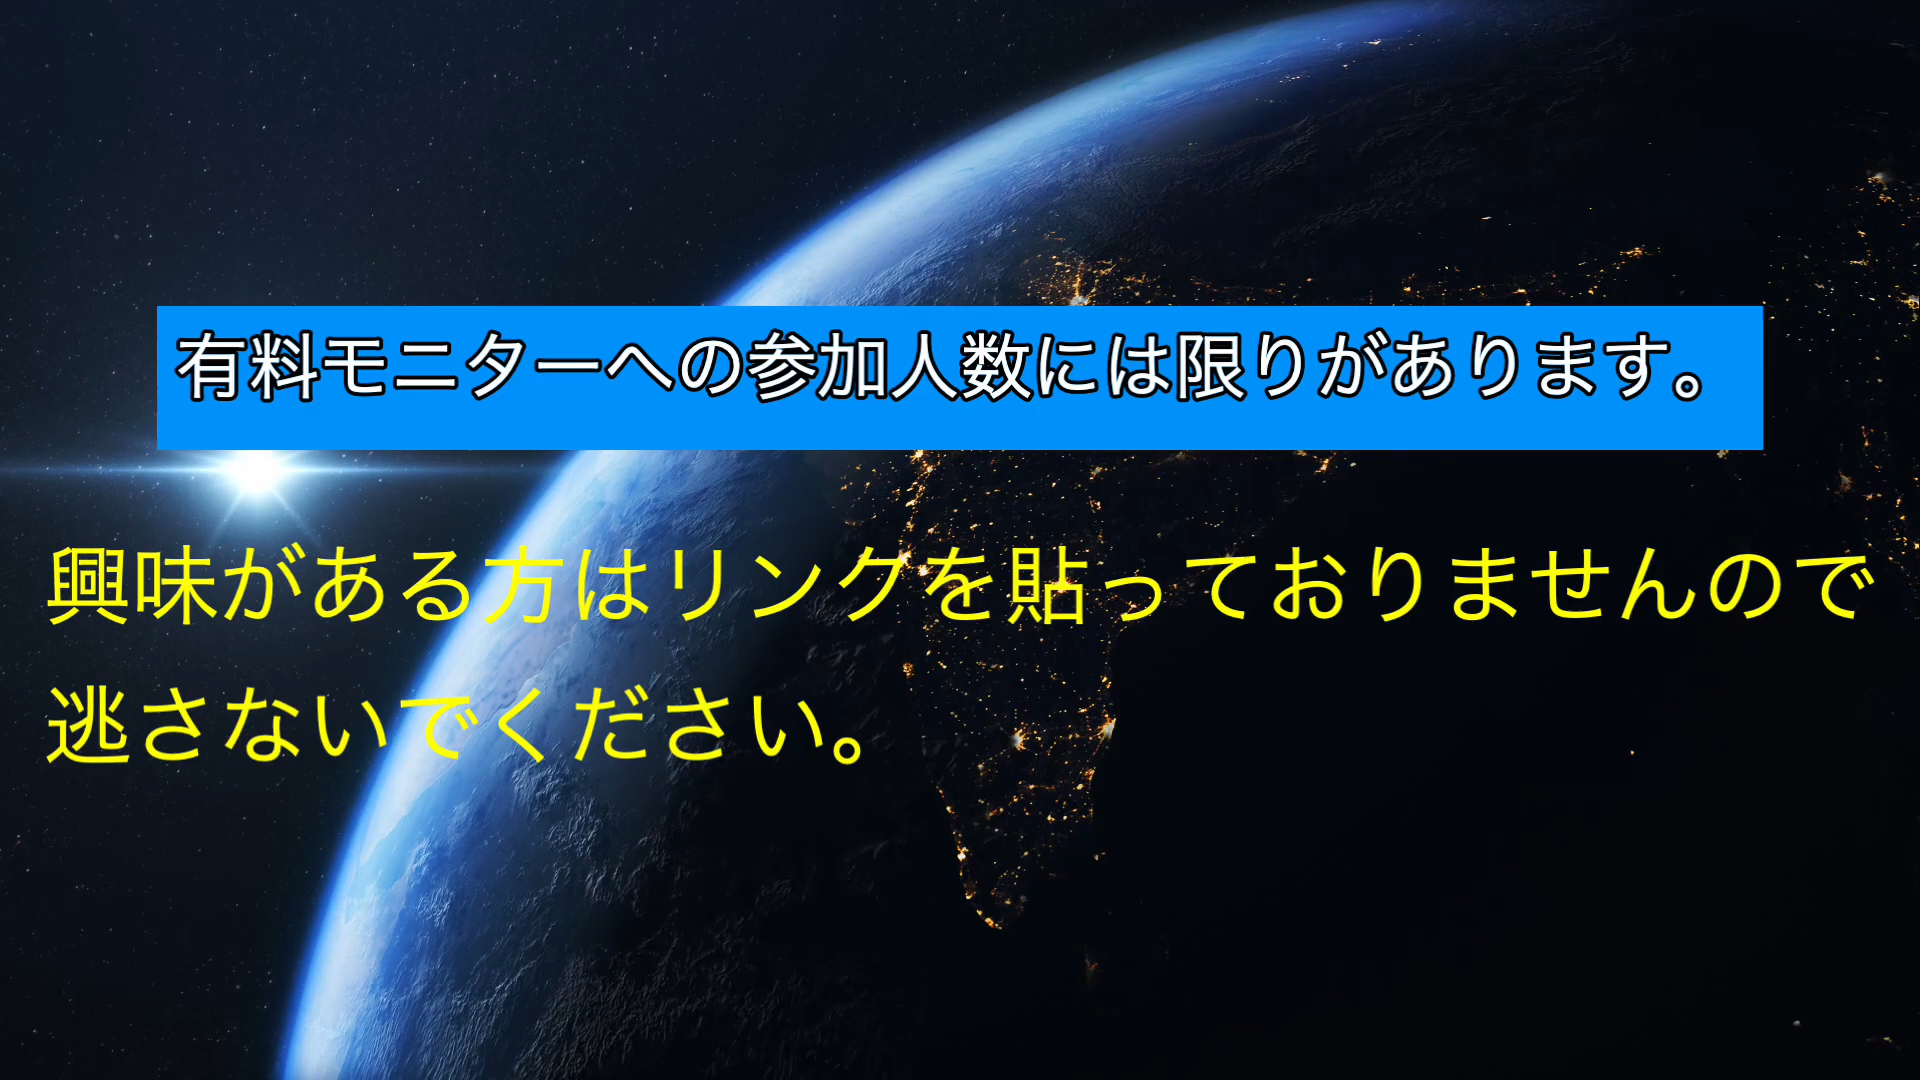 有料モニターへの参加人数には限りがあります。
興味がある方はリンクを貼っておりませんので
逃さないでください。